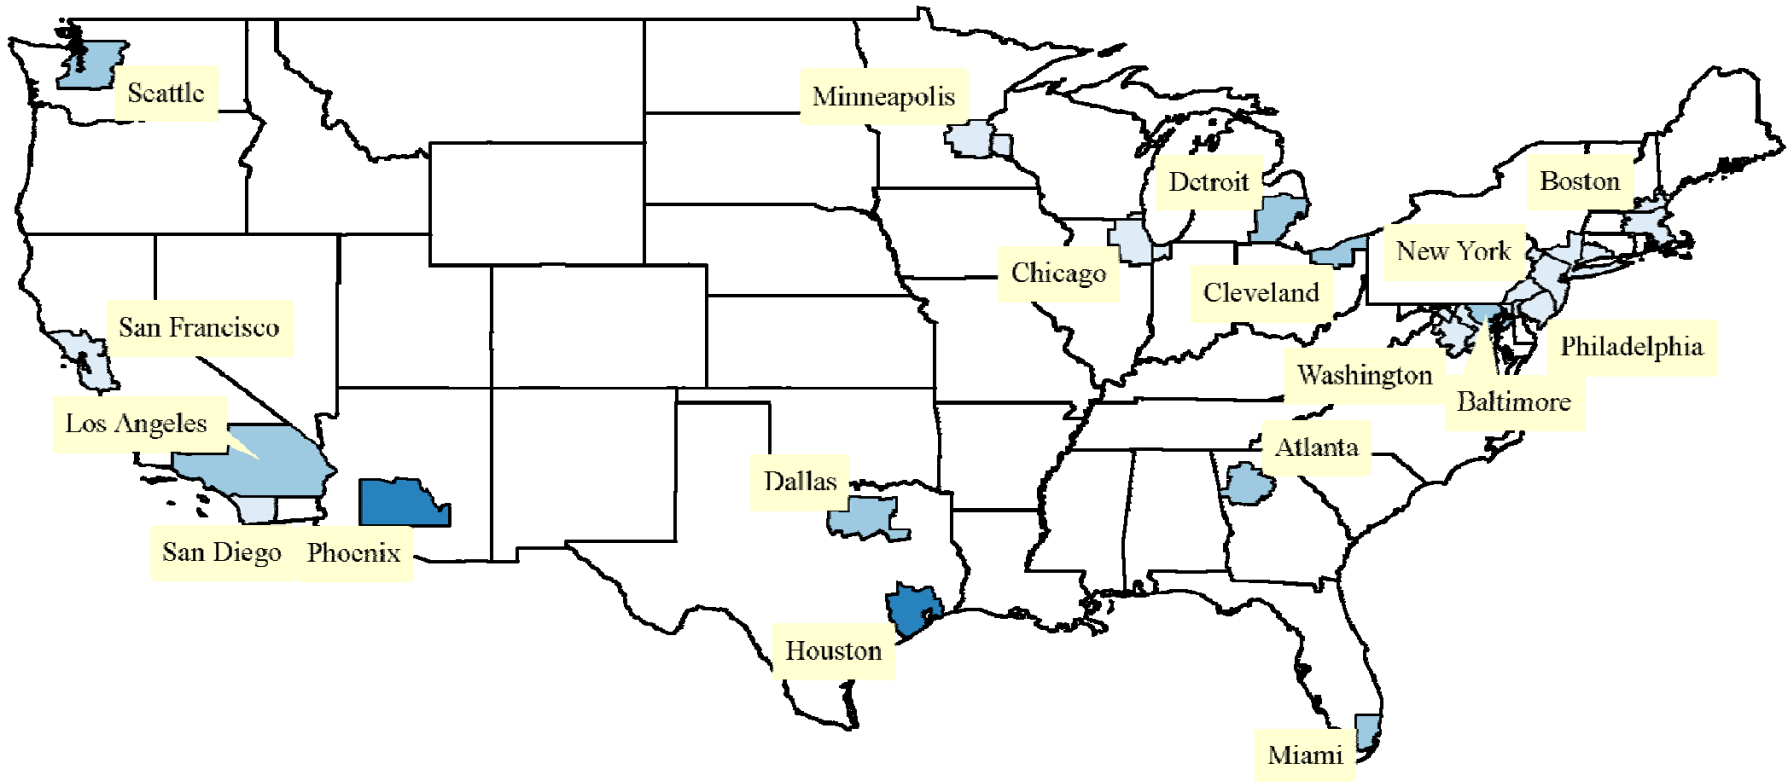 Seattle
Minneapolis
Detroit
Boston
New York
Chicago
Cleveland
San Francisco
Philadelphia
Washington
Baltimore
Los Angeles
Atlanta
Dallas
San Diego
Phoenix
Houston
Miami